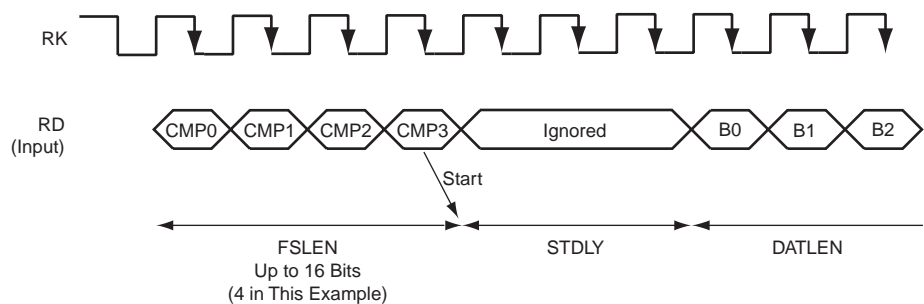 RK
RD
(Input)
CMP0 CMP1 CMP2 CMP3 Ignored B0 B1 B2
Start
FSLEN STDLY DATLEN
Up to 16 Bits
(4 in This Example)